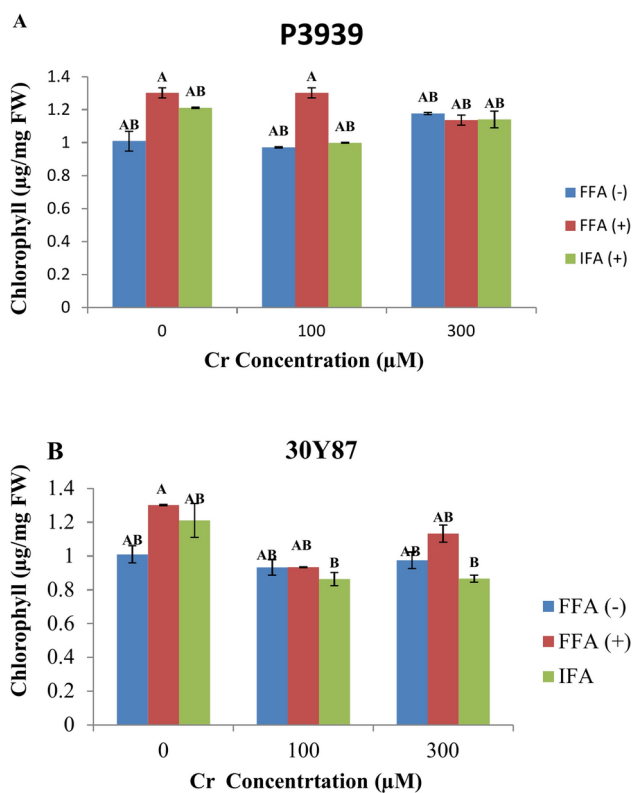 A
P3939
Chlorophyll (µg/mg FW)
1.4
1.2
1
0.8
0.6
0.4
0.2
0
AB
A
AB
AB
A
AB
AB
AB
AB
0
100
300
Cr Concentration (µM)
FFA (-)
FFA (+)
IFA (+)
B
30Y87
Chlorophyll (µg/mg FW)
1.4
1.2
1
0.8
0.6
0.4
0.2
0
AB
A
AB
AB
AB
B
AB
AB
B
0
100
300
Cr Concentrtation (µM)
FFA (-)
FFA (+)
IFA